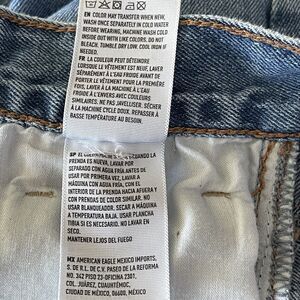 EN COLOR MAY TRANSFER WHEN NEW,
WASH ONCE SEPARATELY IN COLD WATER
BEFORE WEARING, MACHINE WASH COLD
INSIDE OUT WITH LIKE COLORS. DO NOT
BLEACH. TUMBLE DRY LOW. COOL IRON IF
NEEDED.
FR LA COULEUR PEUT DÉTEINDRE
LORSQUE LE VÊTEMENT EST NEUF, LAVER
SÉPARÉMENT À L'EAU FROIDE AVANT DE
PORTER LE VÊTEMENT POUR LA PREMIÈRE
FOIS, LAVER À LA MACHINE À L'EAU
FROIDE À L'ENVERS AVEC COULEURS
SIMILAIRES. NE PAS JAVELLISER. SÉCHER
À LA MACHINE CYCLE DOUX. REPASSER À
BASSE TEMPÉRATURE AU BESOIN.
SP EL COLOR CUANDO LA
PRENDA ES NUEVA, LAVAR POR
SEPARADO CON AGUA FRÍA ANTES DE
USAR POR PRIMERA VEZ. LAVAR A
MÁQUINA CON AGUA FRÍA, CON EL
INTERIOR DE LA PRENDA HACIA AFUERA Y
CON PRENDAS DE COLOR SIMILAR. NO
USAR BLANQUEADOR. SECAR A MÁQUINA
A TEMPERATURA BAJA. USAR PLANCHA
TIBIA SI ES NECESARIO.
MANTENER LEJOS DEL FUEGO
MX AMERICAN EAGLE MEXICO IMPORTS,
S. DE R.L. DE C.V. PASEO DE LA REFORMA
NO. 342 PISO 23-OFICINA 2301,
COL. JUÁREZ, CUAUHTÉMOC,
CIUDAD DE MÉXICO, 06600, MÉXICO